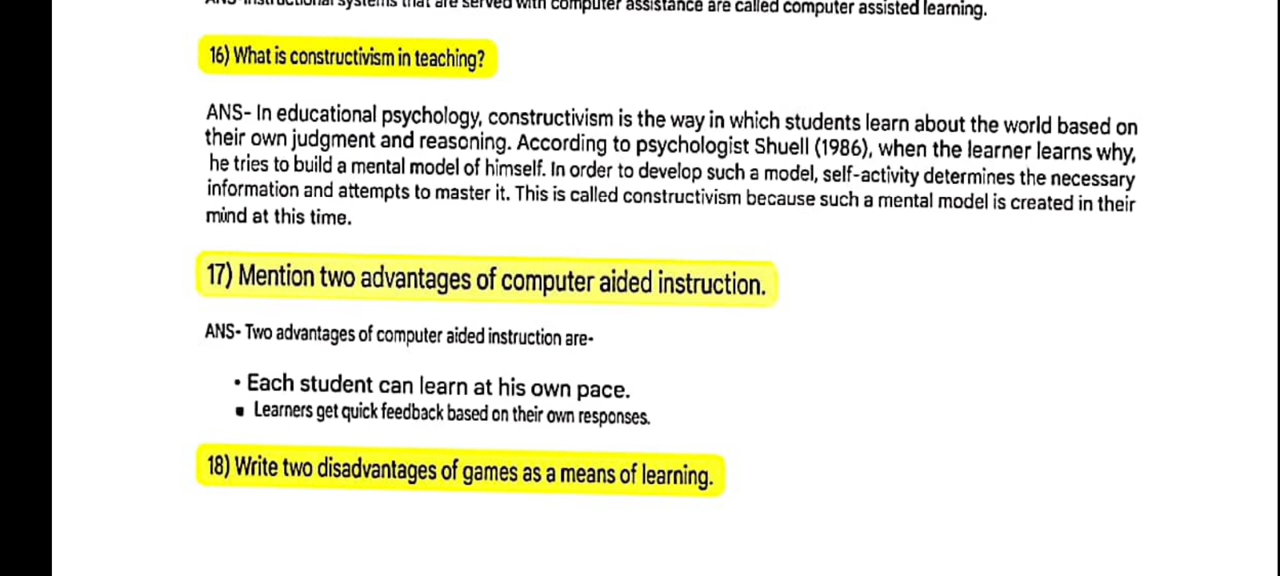 ANS-Instructional systems that are served with computer assistance are called computer assisted learning.
16) What is constructivism in teaching?
ANS- In educational psychology, constructivism is the way in which students learn about the world based on
their own judgment and reasoning. According to psychologist Shuell (1986), when the learner learns why,
he tries to build a mental model of himself. In order to develop such a model, self-activity determines the necessary
information and attempts to master it. This is called constructivism because such a mental model is created in their
mind at this time.
17) Mention two advantages of computer aided instruction.
ANS- Two advantages of computer aided instruction are-
• Each student can learn at his own pace.
▪ Learners get quick feedback based on their own responses.
18) Write two disadvantages of games as a means of learning.